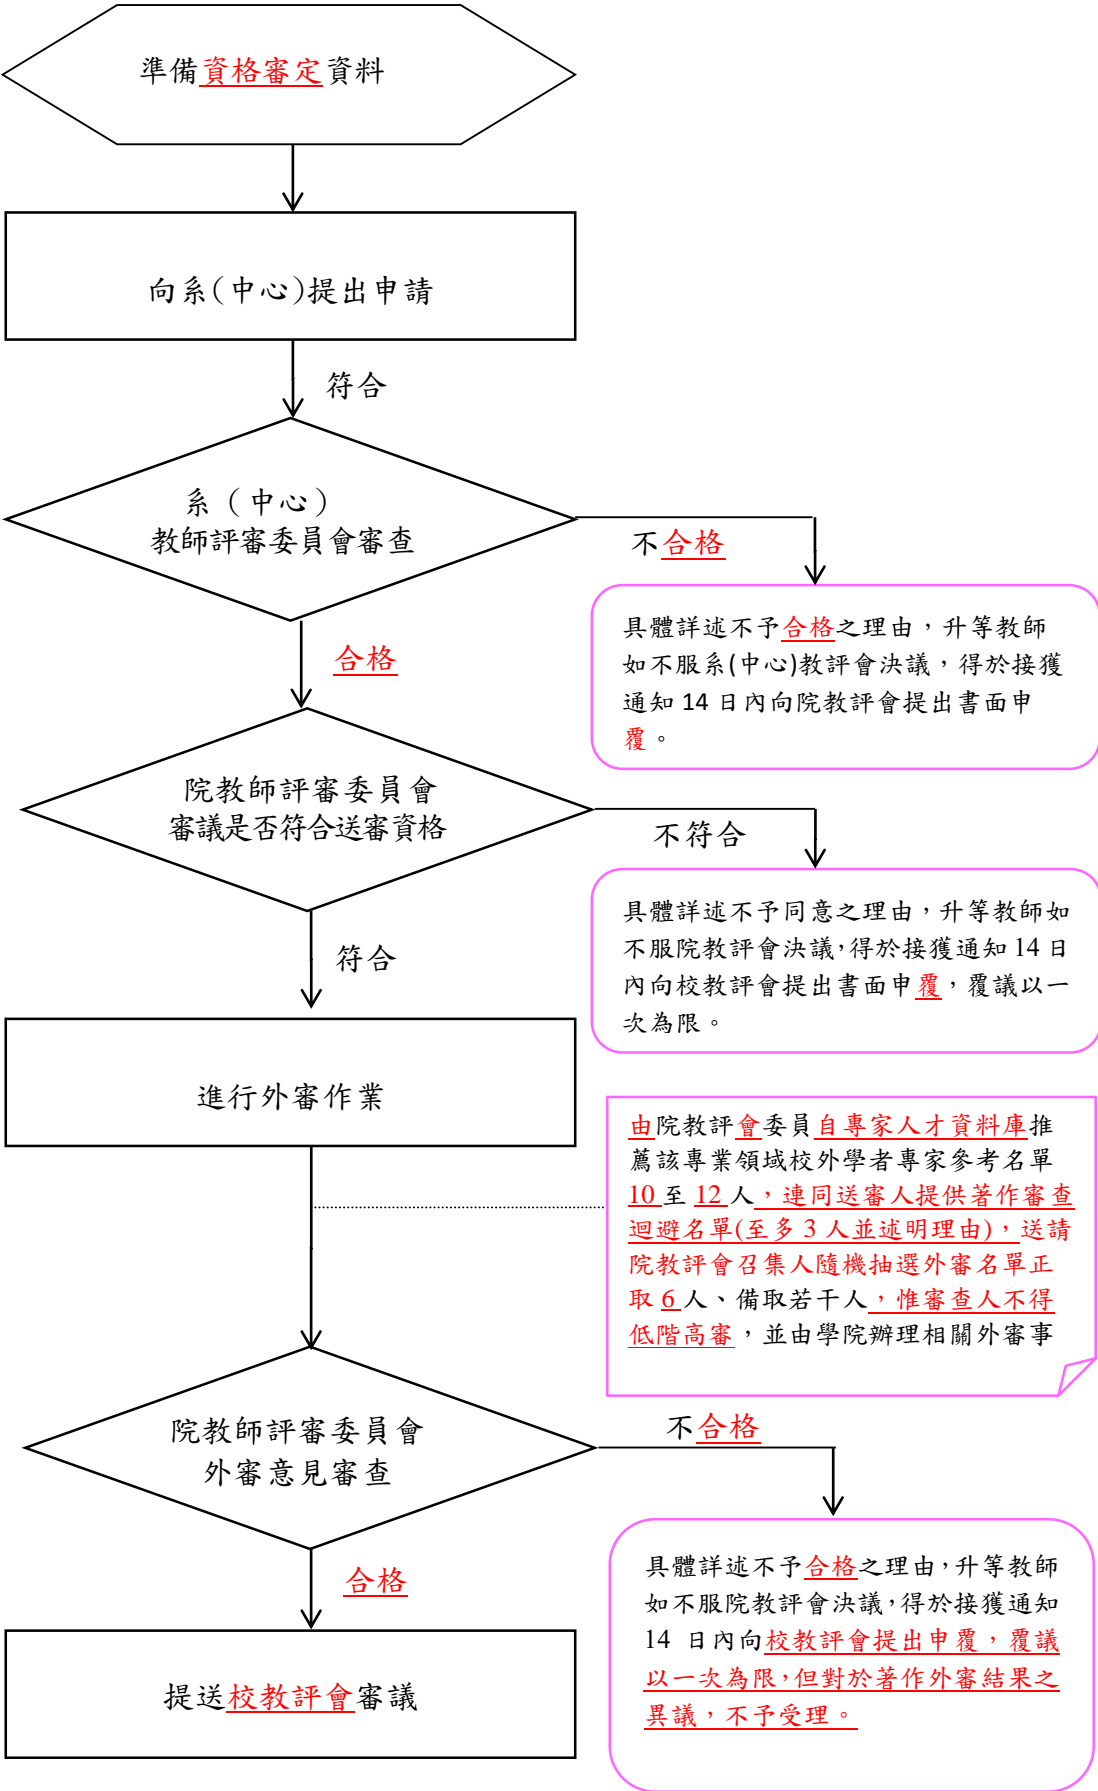 準備資格審定資料
向系(中心)提出申請
符合
系（中心）
教師評審委員會審查
不合格
具體詳述不予合格之理由，升等教師
如不服系(中心)教評會決議，得於接獲
通知 14 日內向院教評會提出書面申
覆。
合格
院教師評審委員會
審議是否符合送審資格
不符合
具體詳述不予同意之理由，升等教師如
不服院教評會決議，得於接獲通知 14 日
內向校教評會提出書面申覆，覆議以一
次為限。
符合
進行外審作業
由院教評會委員自專家人才資料庫推
薦該專業領域校外學者專家參考名單
10 至 12 人，連同送審人提供著作審查
迴避名單(至多 3 人並述明理由)，送請
院教評會召集人隨機抽選外審名單正
取 6 人、備取若干人，惟審查人不得
低階高審，並由學院辦理相關外審事
院教師評審委員會
外審意見審查
不合格
具體詳述不予合格之理由，升等教師
如不服院教評會決議，得於接獲通知
14 日內向校教評會提出申覆，覆議
以一次為限，但對於著作外審結果之
異議，不予受理。
合格
提送校教評會審議